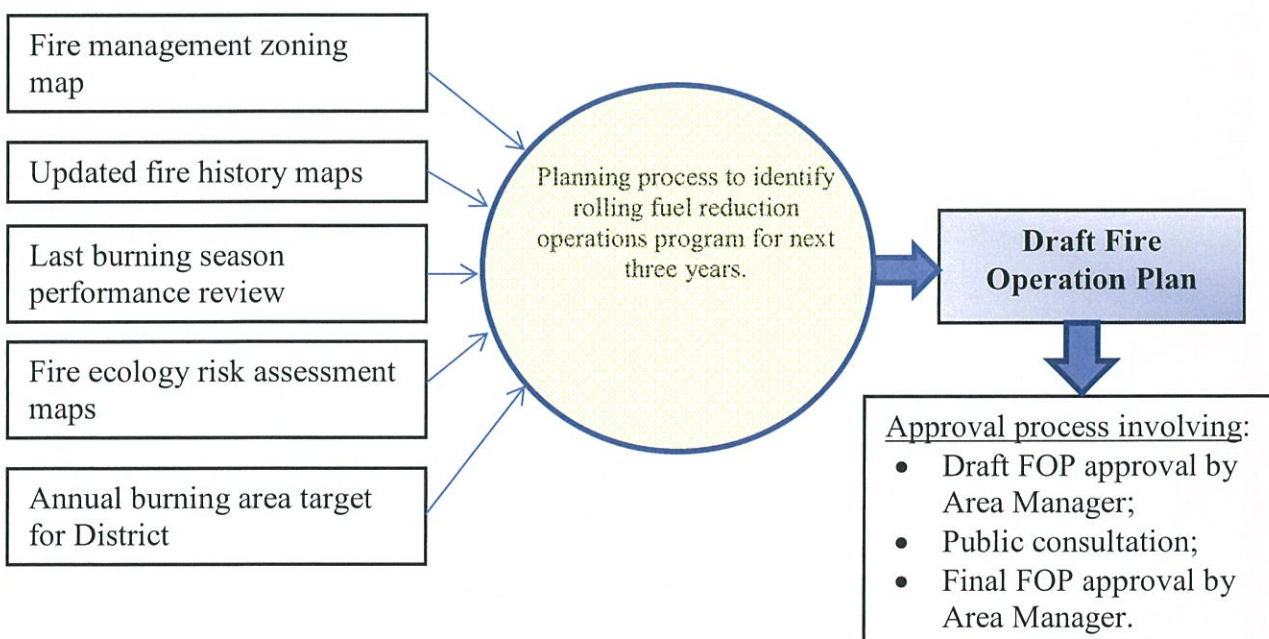 Fire management zoning
map
Updated fire history maps
Last burning season
performance review
Fire ecology risk assessment
maps
Annual burning area target
for District
Planning process to identify
rolling fuel reduction
operations program for next
three years.
Draft Fire
Operation Plan
Approval process involving:
• Draft FOP approval by
Area Manager;
• Public consultation;
• Final FOP approval by
Area Manager.